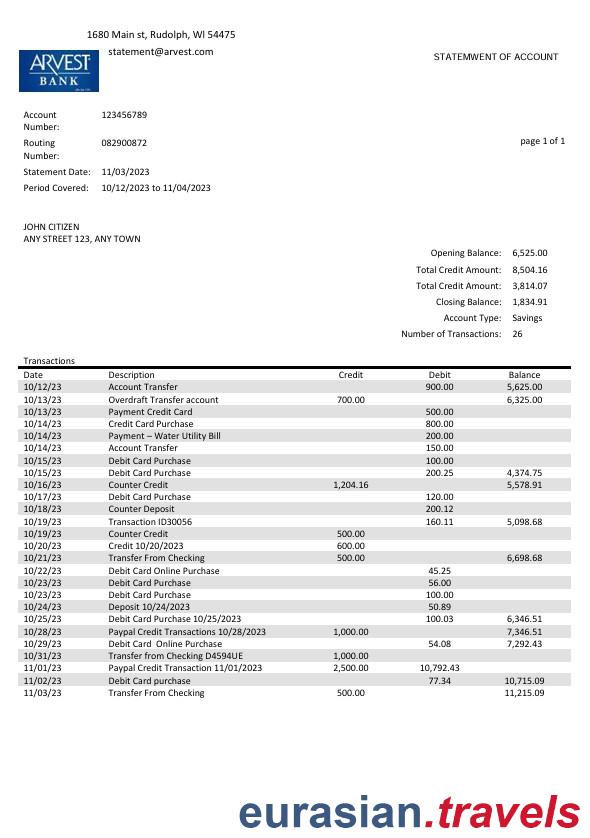 1680 Main st, Rudolph, Wl 54475
statement@arvest.com
STATEMWENT OF ACCOUNT
ARVEST
BANK
Account Number: 123456789
Routing Number: 082900872
page 1 of 1
Statement Date: 11/03/2023
Period Covered: 10/12/2023 to 11/04/2023
JOHN CITIZEN
ANY STREET 123, ANY TOWN
Opening Balance: 6,525.00
Total Credit Amount: 8,504.16
Total Credit Amount: 3,814.07
Closing Balance: 1,834.91
Account Type: Savings
Number of Transactions: 26
Transactions
Date Description Credit Debit Balance
10/12/23 Account Transfer 900.00 5,625.00
10/13/23 Overdraft Transfer account 700.00 6,325.00
10/13/23 Payment Credit Card 500.00
10/14/23 Credit Card Purchase 800.00
10/14/23 Payment – Water Utility Bill 200.00
10/14/23 Account Transfer 150.00
10/15/23 Debit Card Purchase 100.00
10/15/23 Debit Card Purchase 200.25 4,374.75
10/16/23 Counter Credit 1,204.16 5,578.91
10/17/23 Debit Card Purchase 120.00
10/18/23 Counter Deposit 200.12
10/19/23 Transaction ID30056 160.11 5,098.68
10/19/23 Counter Credit 500.00
10/20/23 Credit 10/20/2023 600.00
10/21/23 Transfer From Checking 500.00 6,698.68
10/22/23 Debit Card Online Purchase 45.25
10/23/23 Debit Card Purchase 56.00
10/23/23 Debit Card Purchase 100.00
10/24/23 Deposit 10/24/2023 50.89
10/25/23 Debit Card Purchase 10/25/2023 100.03 6,346.51
10/28/23 Paypal Credit Transactions 10/28/2023 1,000.00 7,346.51
10/29/23 Debit Card Online Purchase 54.08 7,292.43
10/31/23 Transfer from Checking D4594UE 1,000.00
11/01/23 Paypal Credit Transaction 11/01/2023 2,500.00 10,792.43
11/02/23 Debit Card purchase 77.34 10,715.09
11/03/23 Transfer From Checking 500.00 11,215.09
eurasian.travels